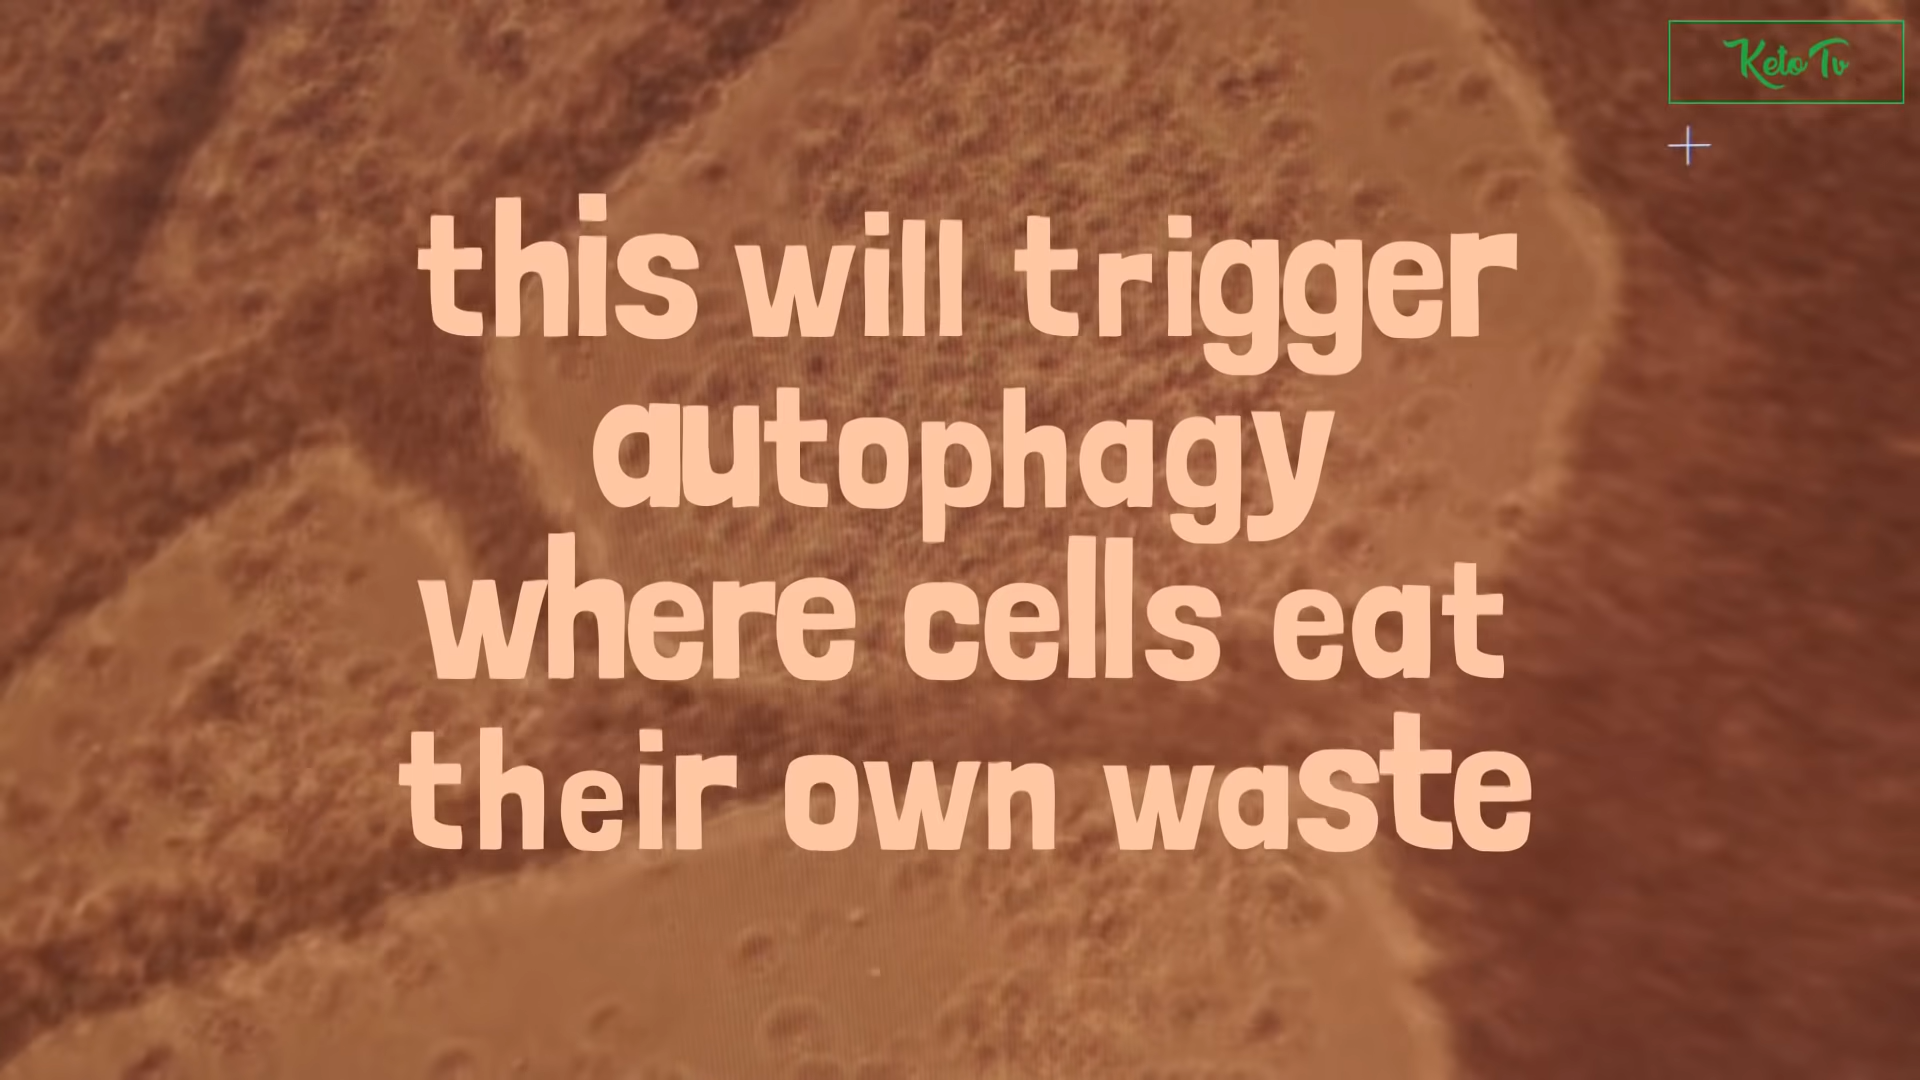 Keto Tv
this will trigger
autophagy
where cells eat
their own waste